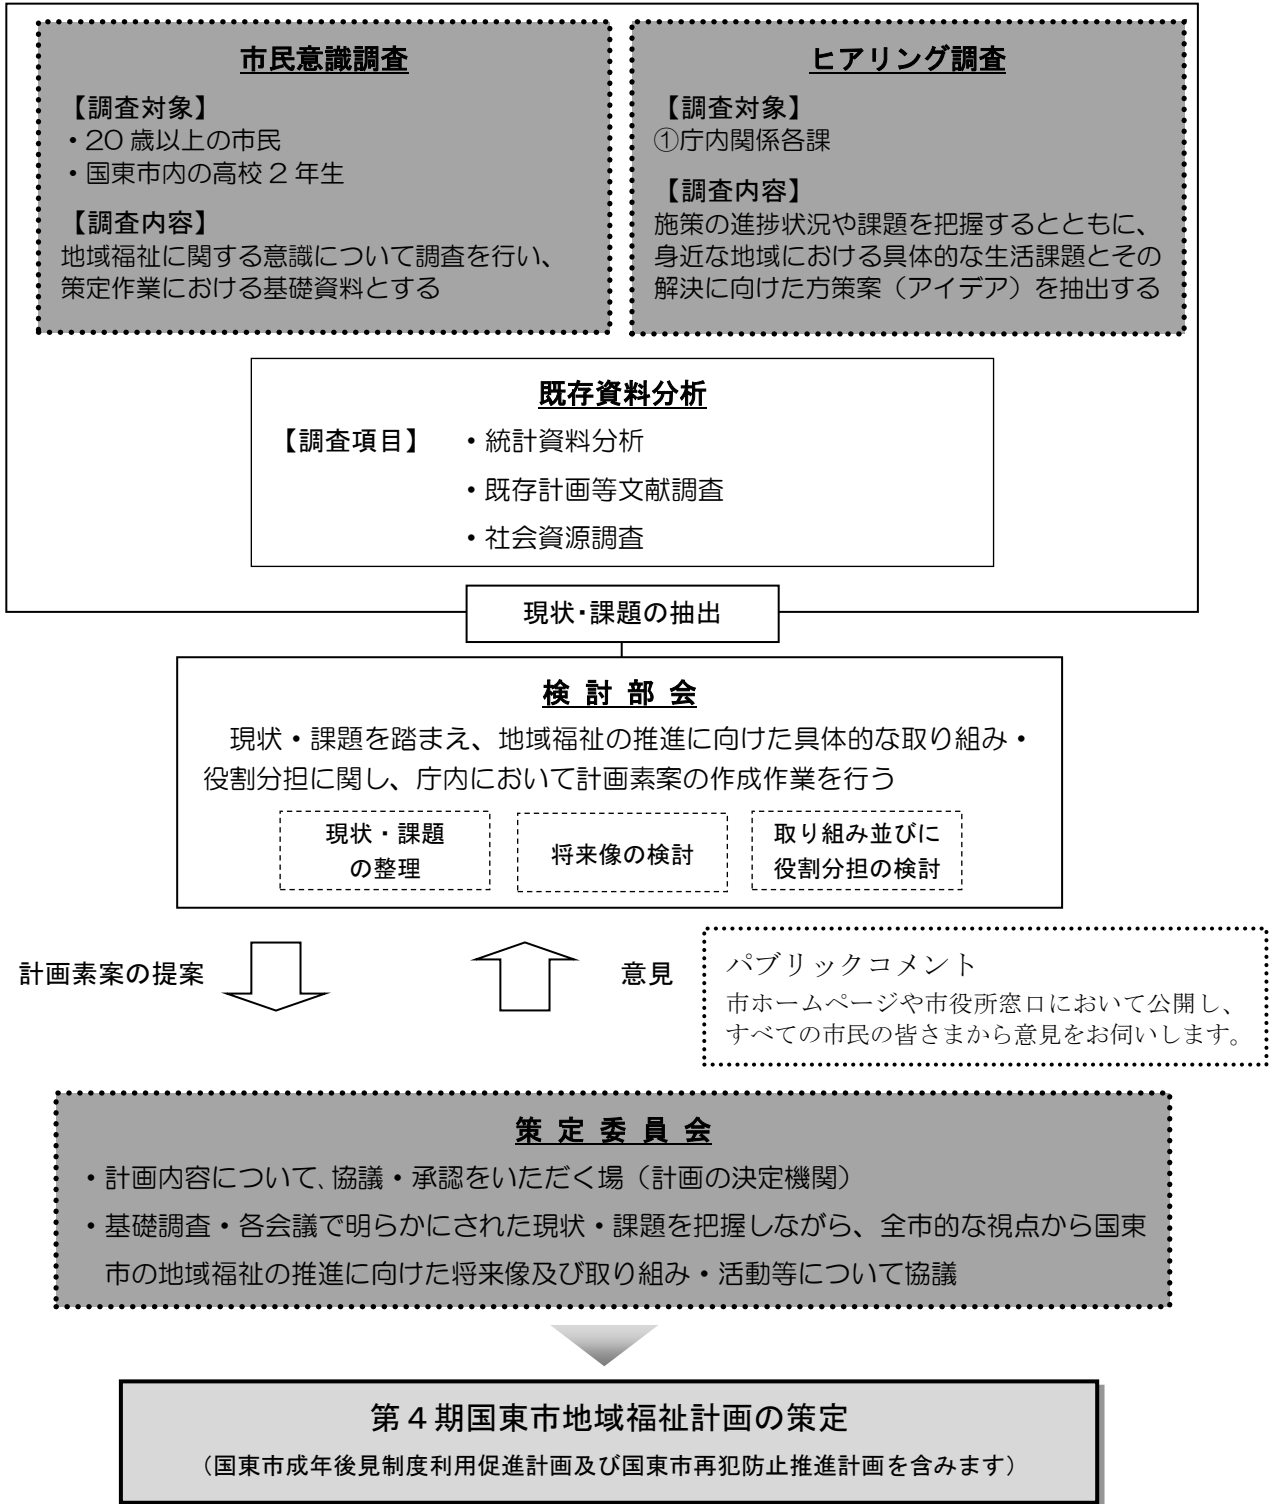 市民意識調査
【調査対象】
・20歳以上の市民
・国東市内の高校2年生
【調査内容】
地域福祉に関する意識について調査を行い、
策定作業における基礎資料とする
ヒアリング調査
【調査対象】
①庁内関係各課
【調査内容】
施策の進捗状況や課題を把握するとともに、
身近な地域における具体的な生活課題とその
解決に向けた方策案（アイデア）を抽出する
既存資料分析
【調査項目】 ・統計資料分析
・既存計画等文献調査
・社会資源調査
現状・課題の抽出
検 討 部 会
現状・課題を踏まえ、地域福祉の推進に向けた具体的な取り組み・
役割分担に関し、庁内において計画素案の作成作業を行う
現状・課題
の整理
将来像の検討
取り組み並びに
役割分担の検討
計画素案の提案
意見
パブリックコメント
市ホームページや市役所窓口において公開し、
すべての市民の皆さまから意見をお伺いします。
策 定 委 員 会
・計画内容について、協議・承認をいただく場（計画の決定機関）
・基礎調査・各会議で明らかにされた現状・課題を把握しながら、全市的な視点から国東
市の地域福祉の推進に向けた将来像及び取り組み・活動等について協議
第４期国東市地域福祉計画の策定
（国東市成年後見制度利用促進計画及び国東市再犯防止推進計画を含みます）